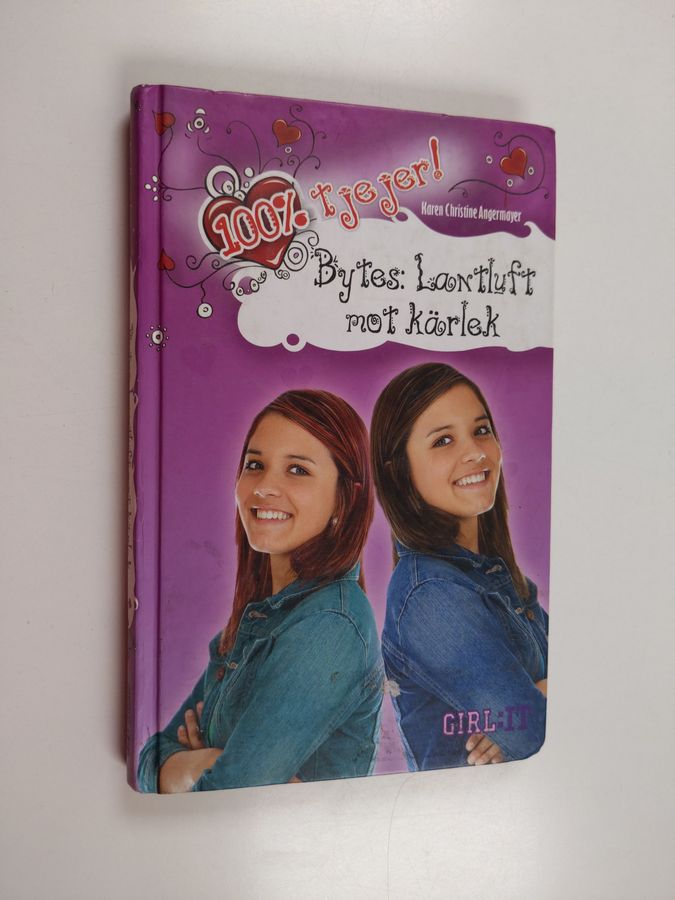 100% tjejer!
Karen Christine Angermayer
Bytes: Lantluft
mot kärlek
GIRL:IT